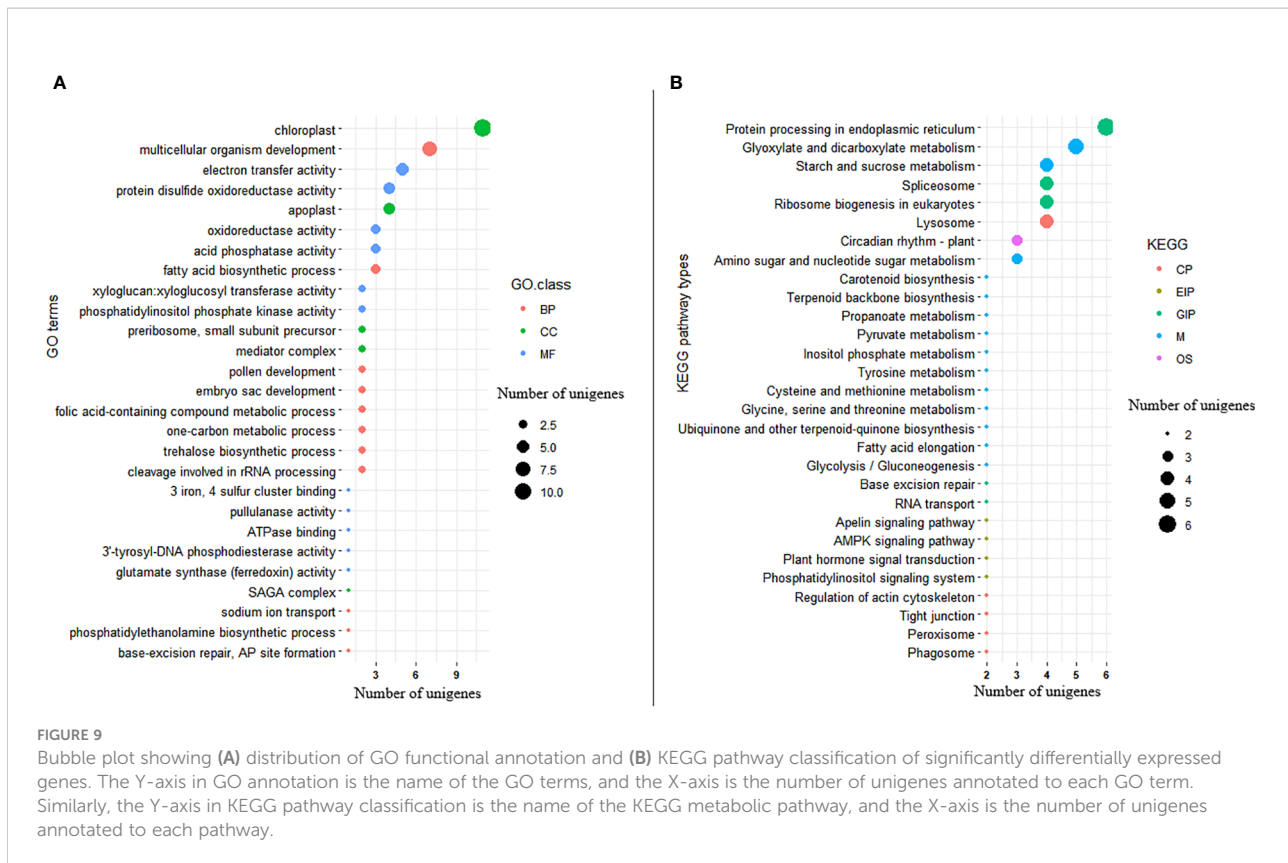 A
chloroplast
multicellular organism development
electron transfer activity
protein disulfide oxidoreductase activity
apoplast
oxidoreductase activity
acid phosphatase activity
fatty acid biosynthetic process
xyloglucan:xyloglucosyl transferase activity
phosphatidylinositol phosphate kinase activity
preribosome, small subunit precursor
mediator complex
pollen development
embryo sac development
folic acid-containing compound metabolic process
one-carbon metabolic process
trehalose biosynthetic process
cleavage involved in rRNA processing
3 iron, 4 sulfur cluster binding
pullulanase activity
ATPase binding
3'-tyrosyl-DNA phosphodiesterase activity
glutamate synthase (ferredoxin) activity
SAGA complex
sodium ion transport
phosphatidylethanolamine biosynthetic process
base-excision repair, AP site formation
GO terms
3 6 9
Number of unigenes
GO.class
BP
CC
MF
Number of unigenes
2.5
5.0
7.5
10.0
B
Protein processing in endoplasmic reticulum
Glyoxylate and dicarboxylate metabolism
Starch and sucrose metabolism
Spliceosome
Ribosome biogenesis in eukaryotes
Lysosome
Circadian rhythm - plant
Amino sugar and nucleotide sugar metabolism
Carotenoid biosynthesis
Terpenoid backbone biosynthesis
Propanoate metabolism
Pyruvate metabolism
Inositol phosphate metabolism
Tyrosine metabolism
Cysteine and methionine metabolism
Glycine, serine and threonine metabolism
Ubiquinone and other terpenoid-quinone biosynthesis
Fatty acid elongation
Glycolysis / Gluconeogenesis
Base excision repair
RNA transport
Apelin signaling pathway
AMPK signaling pathway
Plant hormone signal transduction
Phosphatidylinositol signaling system
Regulation of actin cytoskeleton
Tight junction
Peroxisome
Phagosome
KEGG pathway types
2 3 4 5 6
Number of unigenes
KEGG
CP
EIP
GIP
M
OS
Number of unigenes
2
3
4
5
6
FIGURE 9
Bubble plot showing (A) distribution of GO functional annotation and (B) KEGG pathway classification of significantly differentially expressed
genes. The Y-axis in GO annotation is the name of the GO terms, and the X-axis is the number of unigenes annotated to each GO term.
Similarly, the Y-axis in KEGG pathway classification is the name of the KEGG metabolic pathway, and the X-axis is the number of unigenes
annotated to each pathway.